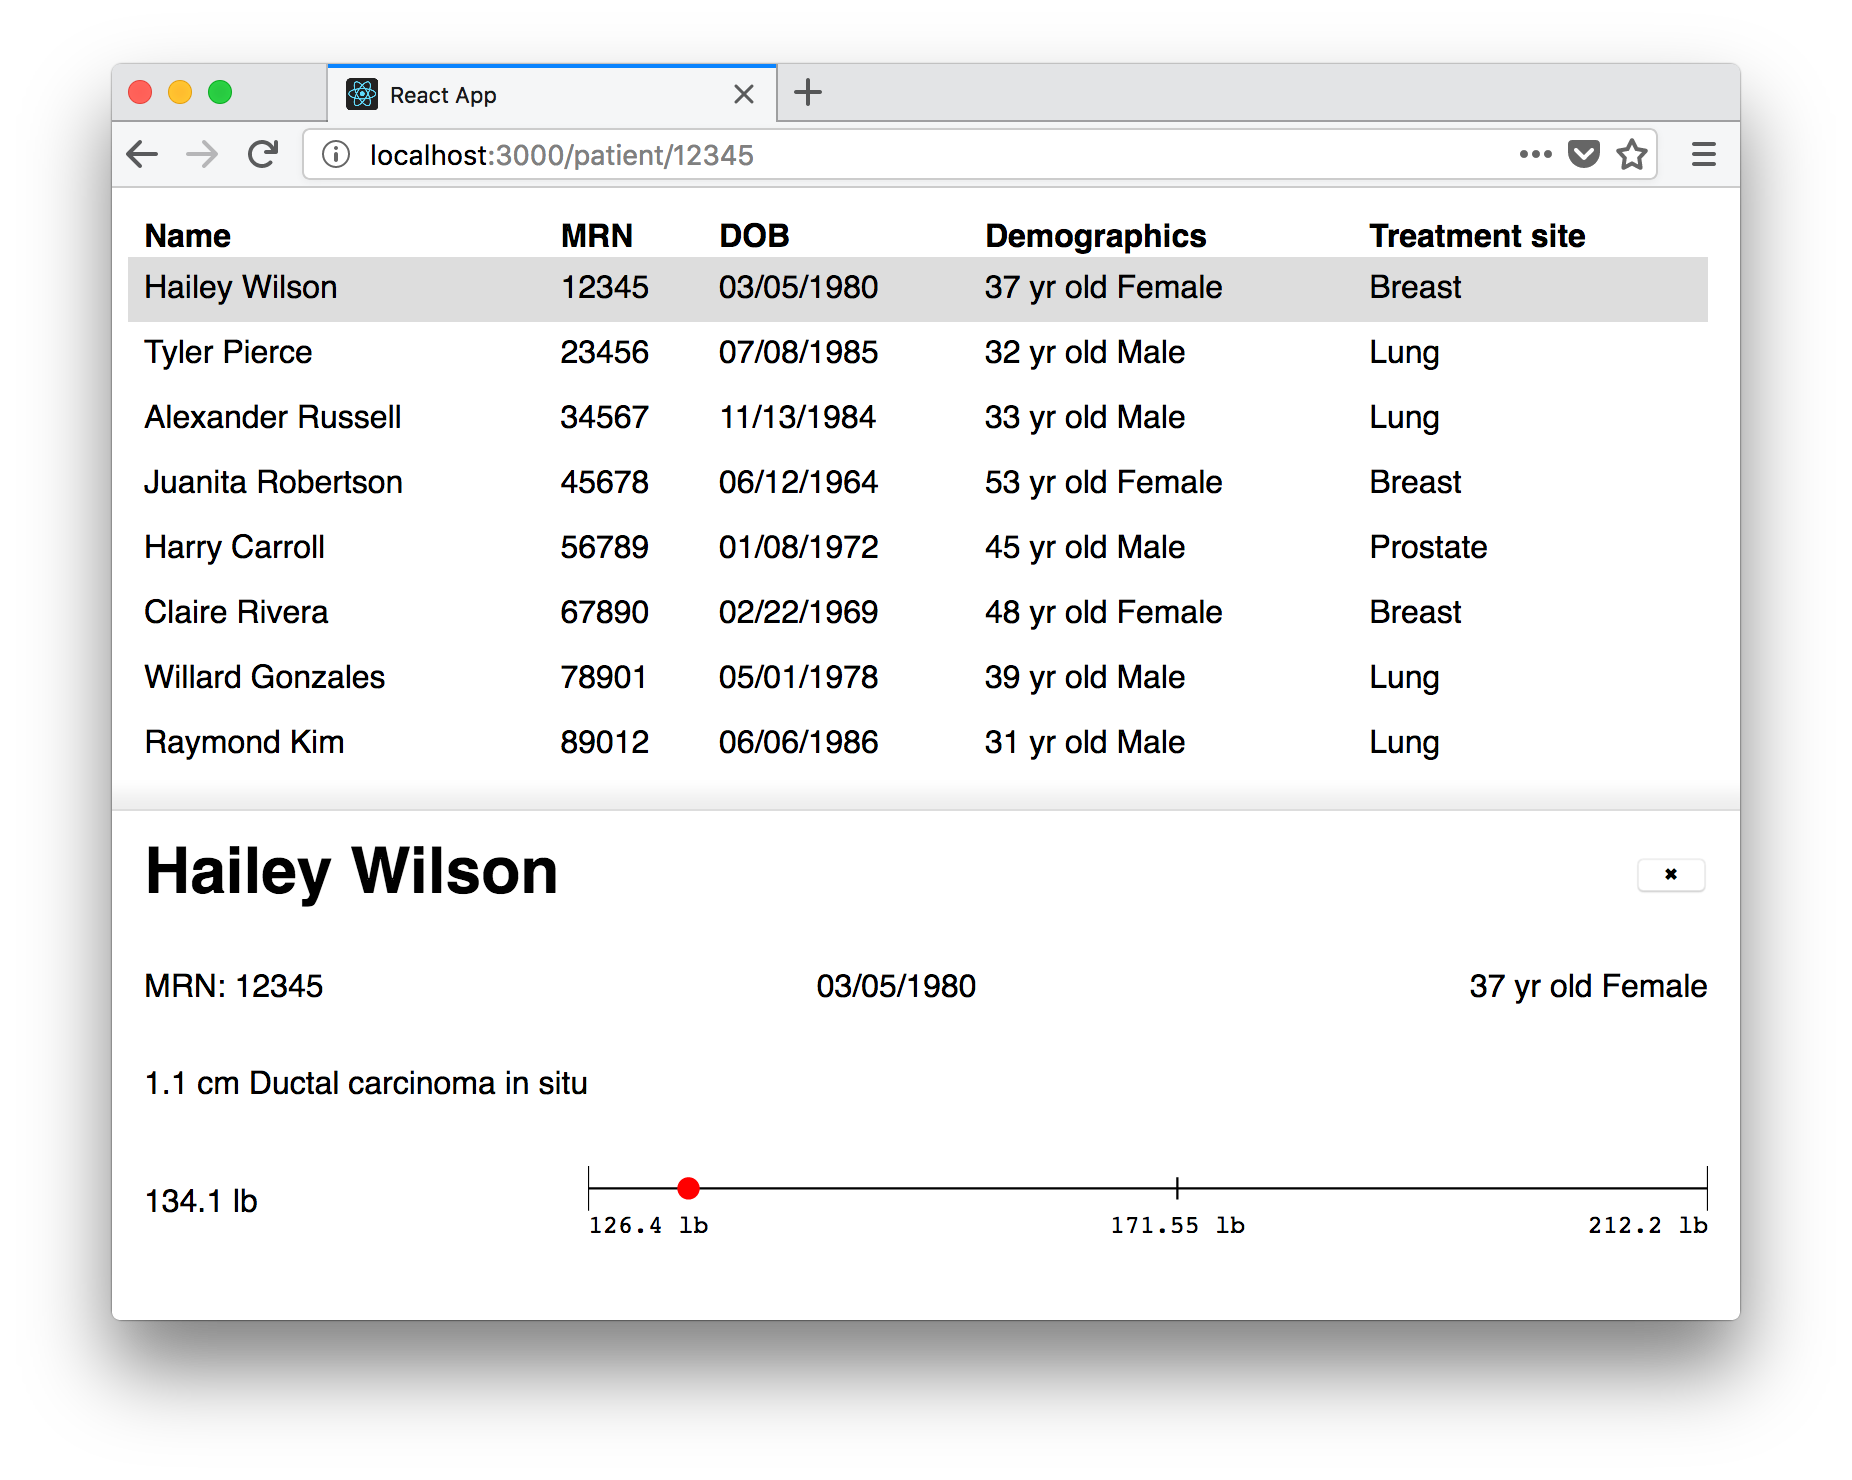 React App
localhost:3000/patient/12345
Name MRN DOB Demographics Treatment site
Hailey Wilson 12345 03/05/1980 37 yr old Female Breast
Tyler Pierce 23456 07/08/1985 32 yr old Male Lung
Alexander Russell 34567 11/13/1984 33 yr old Male Lung
Juanita Robertson 45678 06/12/1964 53 yr old Female Breast
Harry Carroll 56789 01/08/1972 45 yr old Male Prostate
Claire Rivera 67890 02/22/1969 48 yr old Female Breast
Willard Gonzales 78901 05/01/1978 39 yr old Male Lung
Raymond Kim 89012 06/06/1986 31 yr old Male Lung
Hailey Wilson
MRN: 12345 03/05/1980 37 yr old Female
1.1 cm Ductal carcinoma in situ
134.1 lb
126.4 lb 171.55 lb 212.2 lb